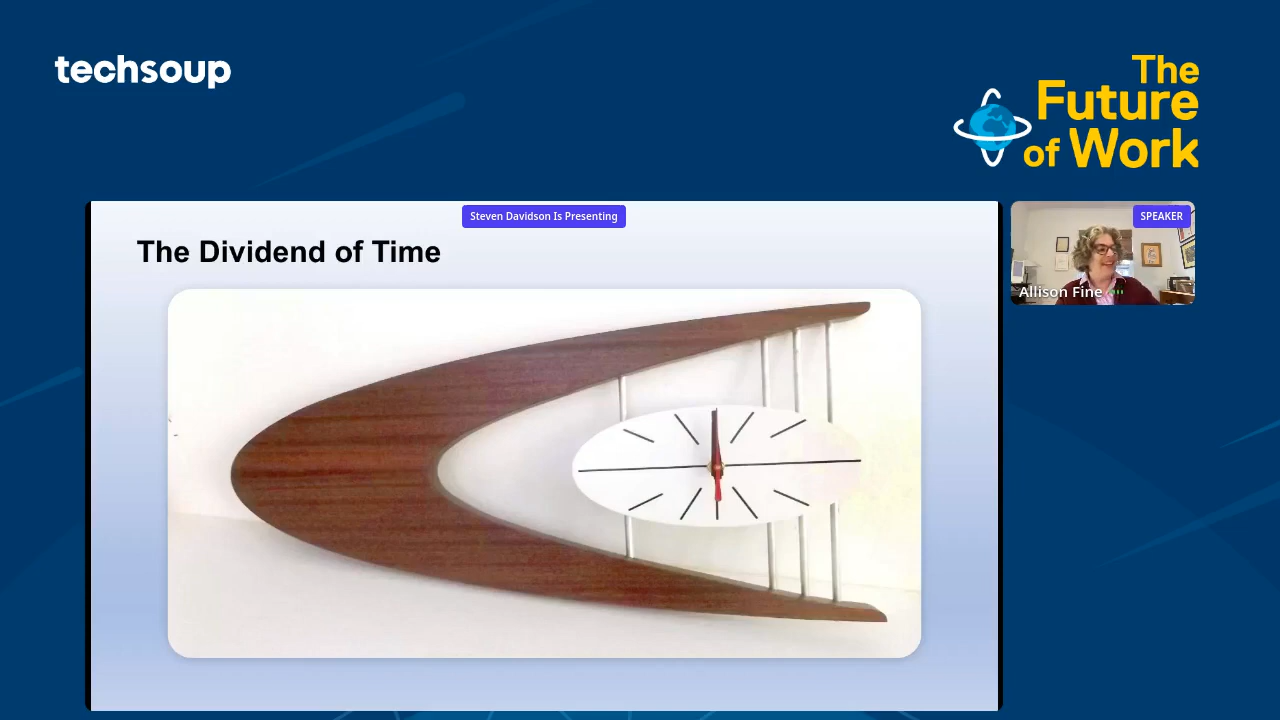 techsoup
The
Future
of Work
Steven Davidson Is Presenting
SPEAKER
The Dividend of Time
Allison Fine